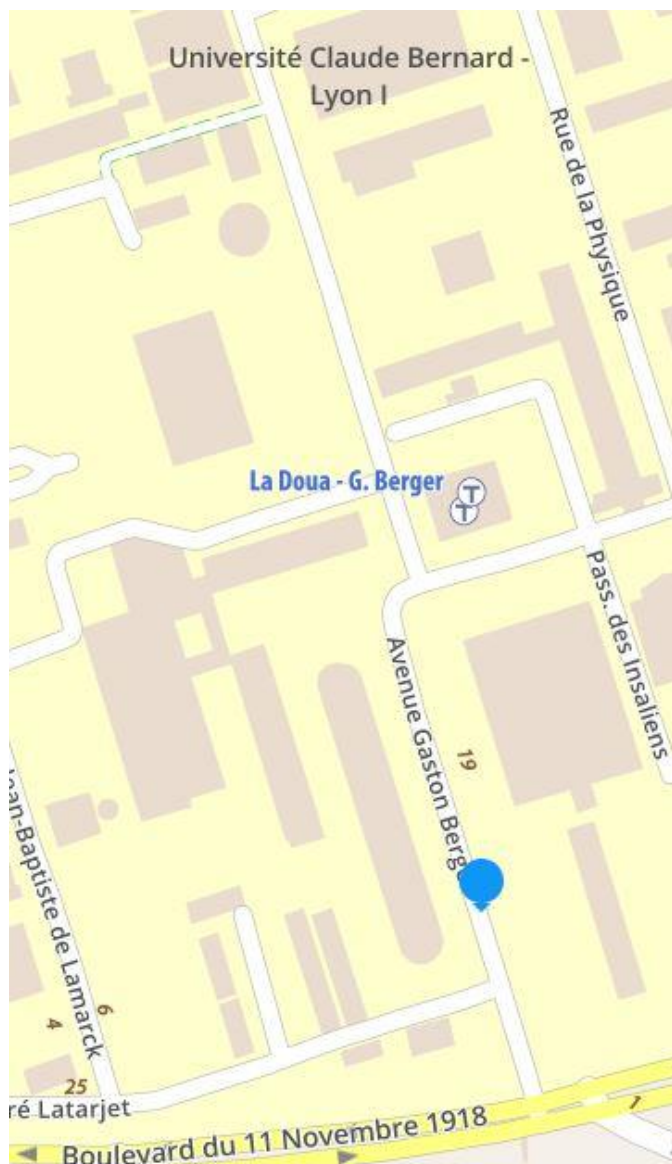 Université Claude Bernard -
Lyon I
Rue de la Physique
La Doua - G. Berger
T
T
Pass. des Insaliens
Avenue Gaston Berge
19
Jean-Baptiste de Lamarck
6
4
25
ré Latarjet
1
Boulevard du 11 Novembre 1918